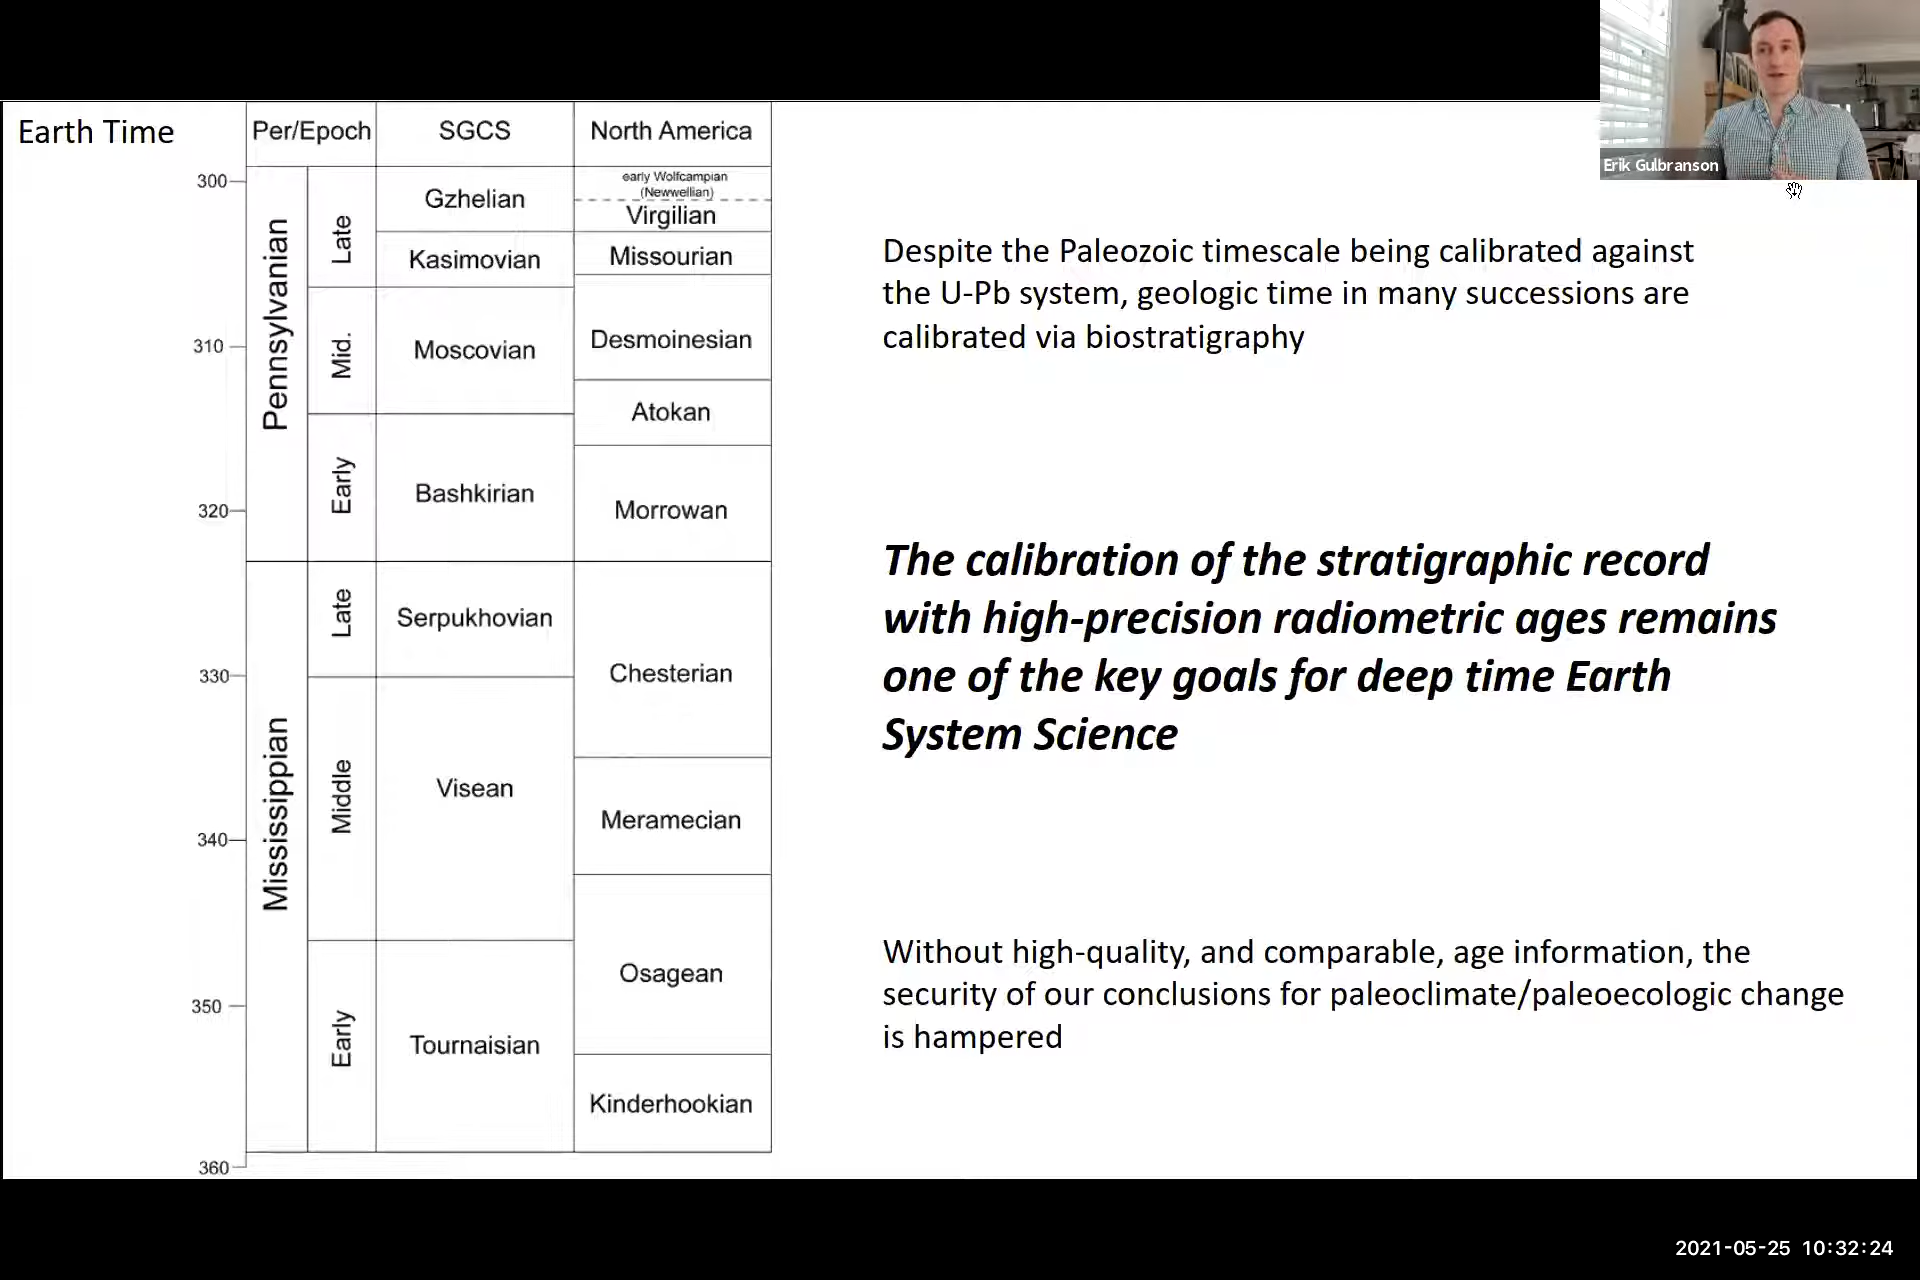 Earth Time
Per/Epoch
SGCS
North America
300
310
320
330
340
350
360
Pennsylvanian
Mississippian
Late
Mid.
Early
Late
Middle
Early
Gzhelian
Kasimovian
Moscovian
Bashkirian
Serpukhovian
Visean
Tournaisian
early Wolfcampian
(Newwellian)
Virgilian
Missourian
Desmoinesian
Atokan
Morrowan
Chesterian
Meramecian
Osagean
Kinderhookian
Erik Gulbranson
Despite the Paleozoic timescale being calibrated against
the U-Pb system, geologic time in many successions are
calibrated via biostratigraphy
The calibration of the stratigraphic record
with high-precision radiometric ages remains
one of the key goals for deep time Earth
System Science
Without high-quality, and comparable, age information, the
security of our conclusions for paleoclimate/paleoecologic change
is hampered
2021-05-25 10:32:24